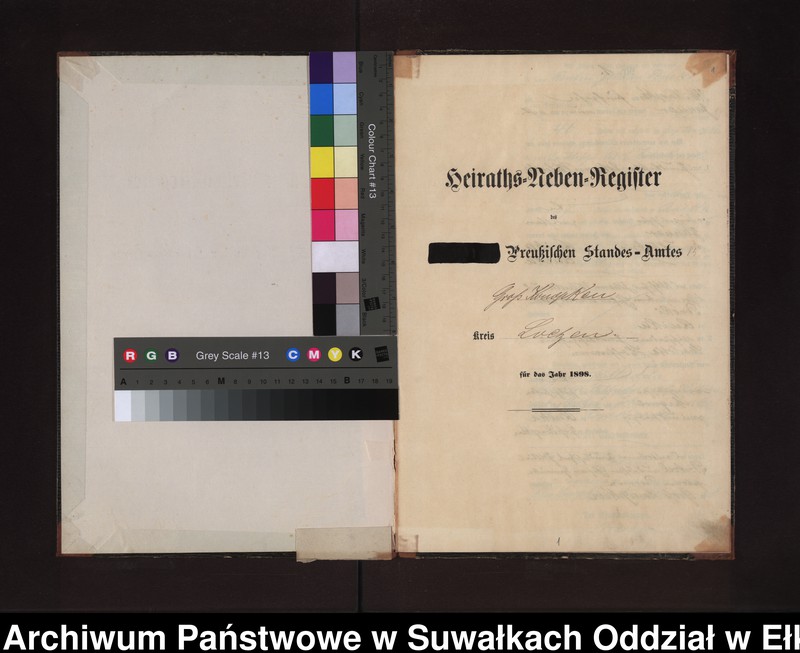 Heiraths-Neben-Register
des
Preußischen Standes-Amtes
Groß
Kreis Loetzen
für das Jahr 1898.
Colour Chart #13
R G B Grey Scale #13 C M Y K
A 1 2 3 4 5 6 M 8 9 10 11 12 13 14 15 B 17 18 19
Archiwum Państwowe w Suwałkach Oddział w Ełk